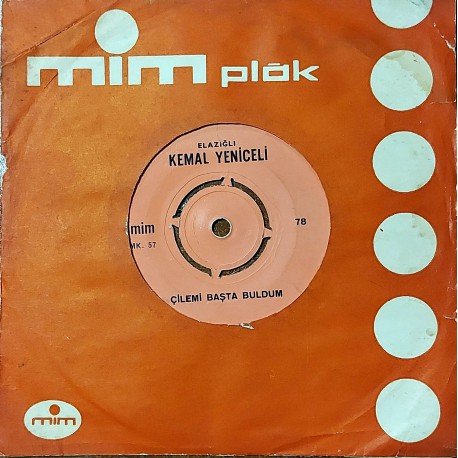 mim plâk
ELAZIĞLI
KEMAL YENİCELİ
mim
78
MK. 57
ÇİLEMİ BAŞTA BULDUM
mim